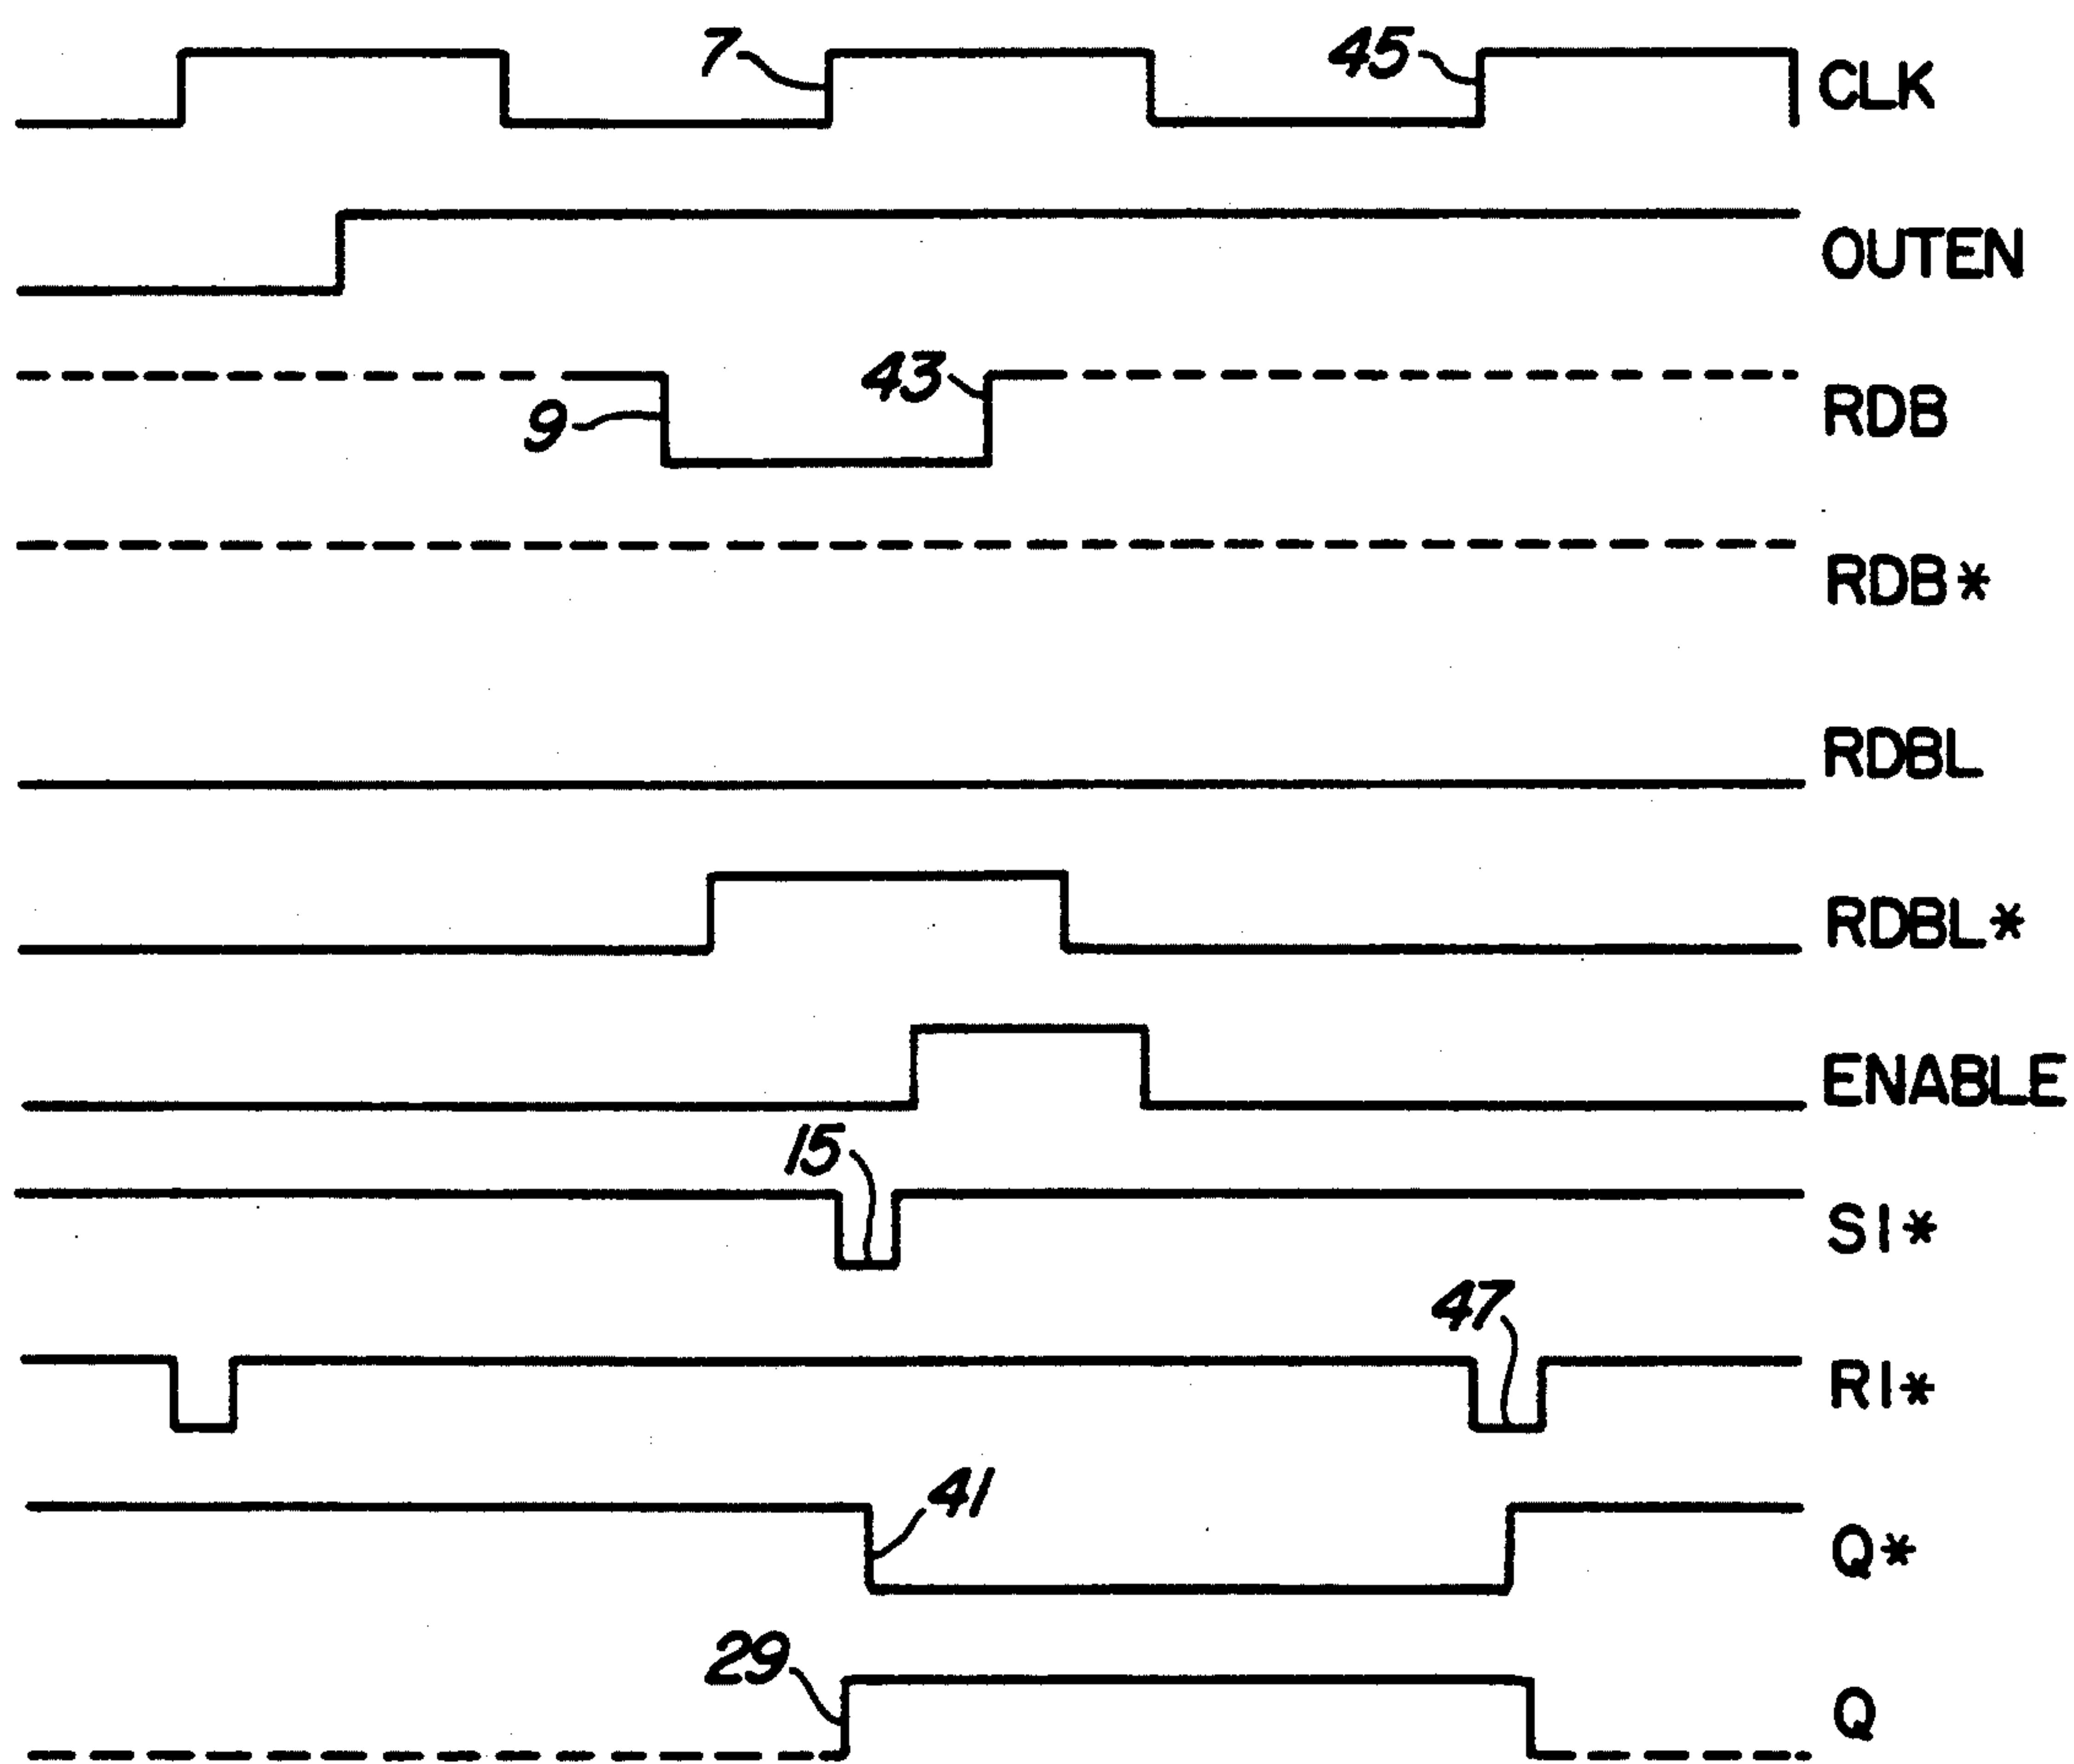 7
45
CLK
OUTEN
9
43
RDB
RDB*
RDBL
RDBL*
ENABLE
15
SI*
47
RI*
41
Q*
29
Q